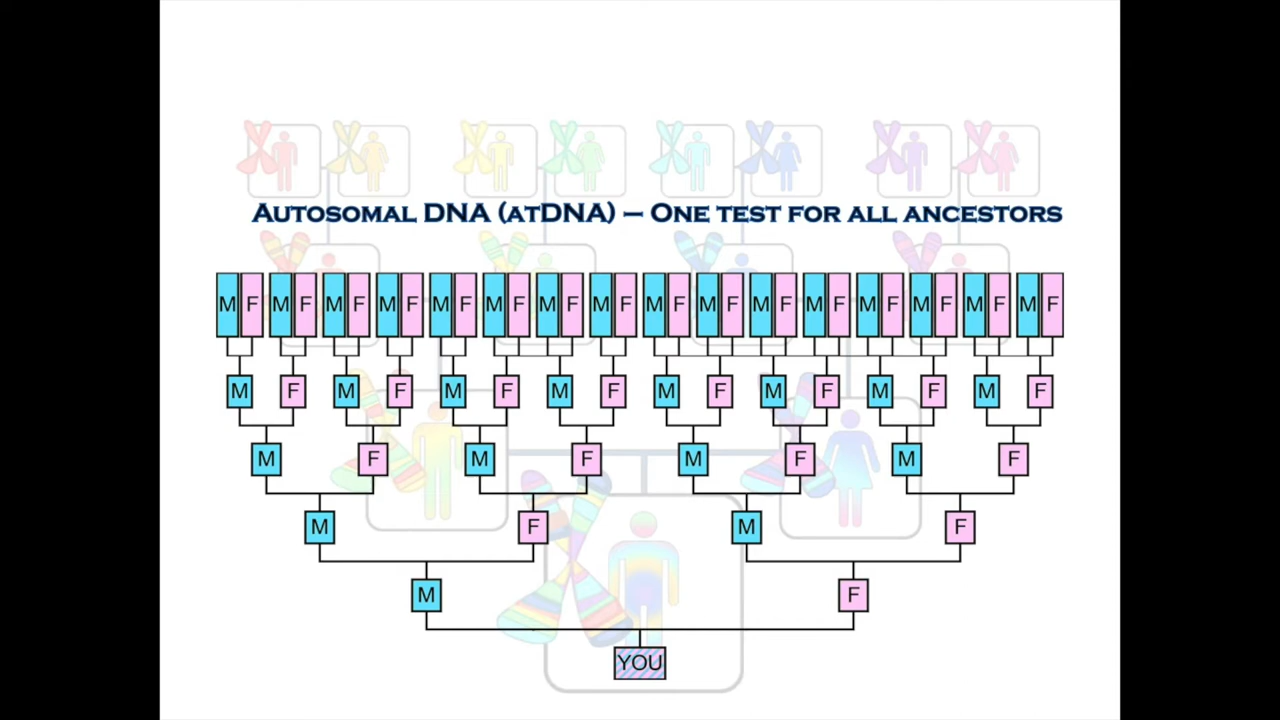 AUTOSOMAL DNA (ATDNA) – ONE TEST FOR ALL ANCESTORS
M F M F M F M F M F M F M F M F M F M F M F M F M F M F M F M F
M F M F M F M F M F M F M F M F
M F M F M F M F
M F M F
M F
YOU